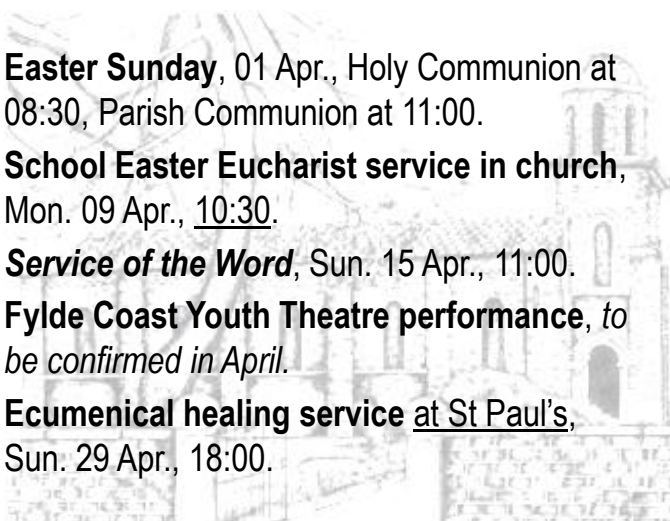 Easter Sunday, 01 Apr., Holy Communion at
08:30, Parish Communion at 11:00.
School Easter Eucharist service in church,
Mon. 09 Apr., 10:30.
Service of the Word, Sun. 15 Apr., 11:00.
Fylde Coast Youth Theatre performance, to
be confirmed in April.
Ecumenical healing service at St Paul’s,
Sun. 29 Apr., 18:00.